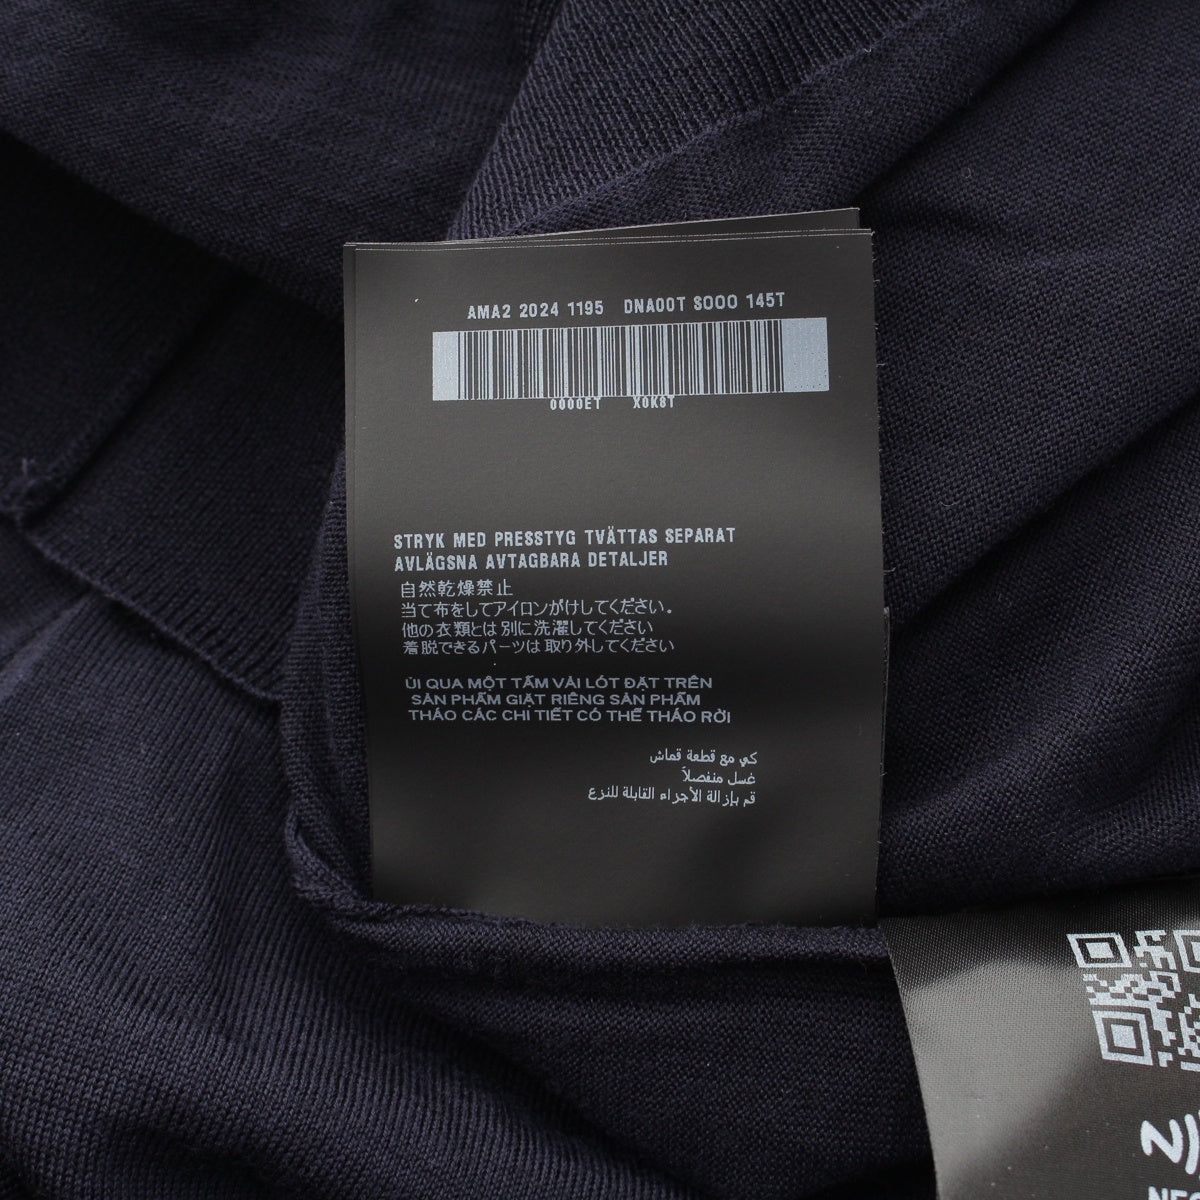 AMA2 2024 1195 DNA00T S000 145T
0000ET X0K8T
STRYK MED PRESSTYG TVÄTTAS SEPARAT
AVLÄGSNA AVTAGBARA DETALJER
自然乾燥禁止
当て布をしてアイロンがけしてください。
他の衣類とは別に洗濯してください
着脱できるパーツは取り外してください
ỦI QUA MỘT TẤM VẢI LÓT ĐẶT TRÊN
SẢN PHẨM GIẶT RIÊNG SẢN PHẨM
THÁO CÁC CHI TIẾT CÓ THỂ THÁO RỜI
كي مع قطعة قماش
غسل منفصلاً
قم بإزالة الأجزاء القابلة للنزع